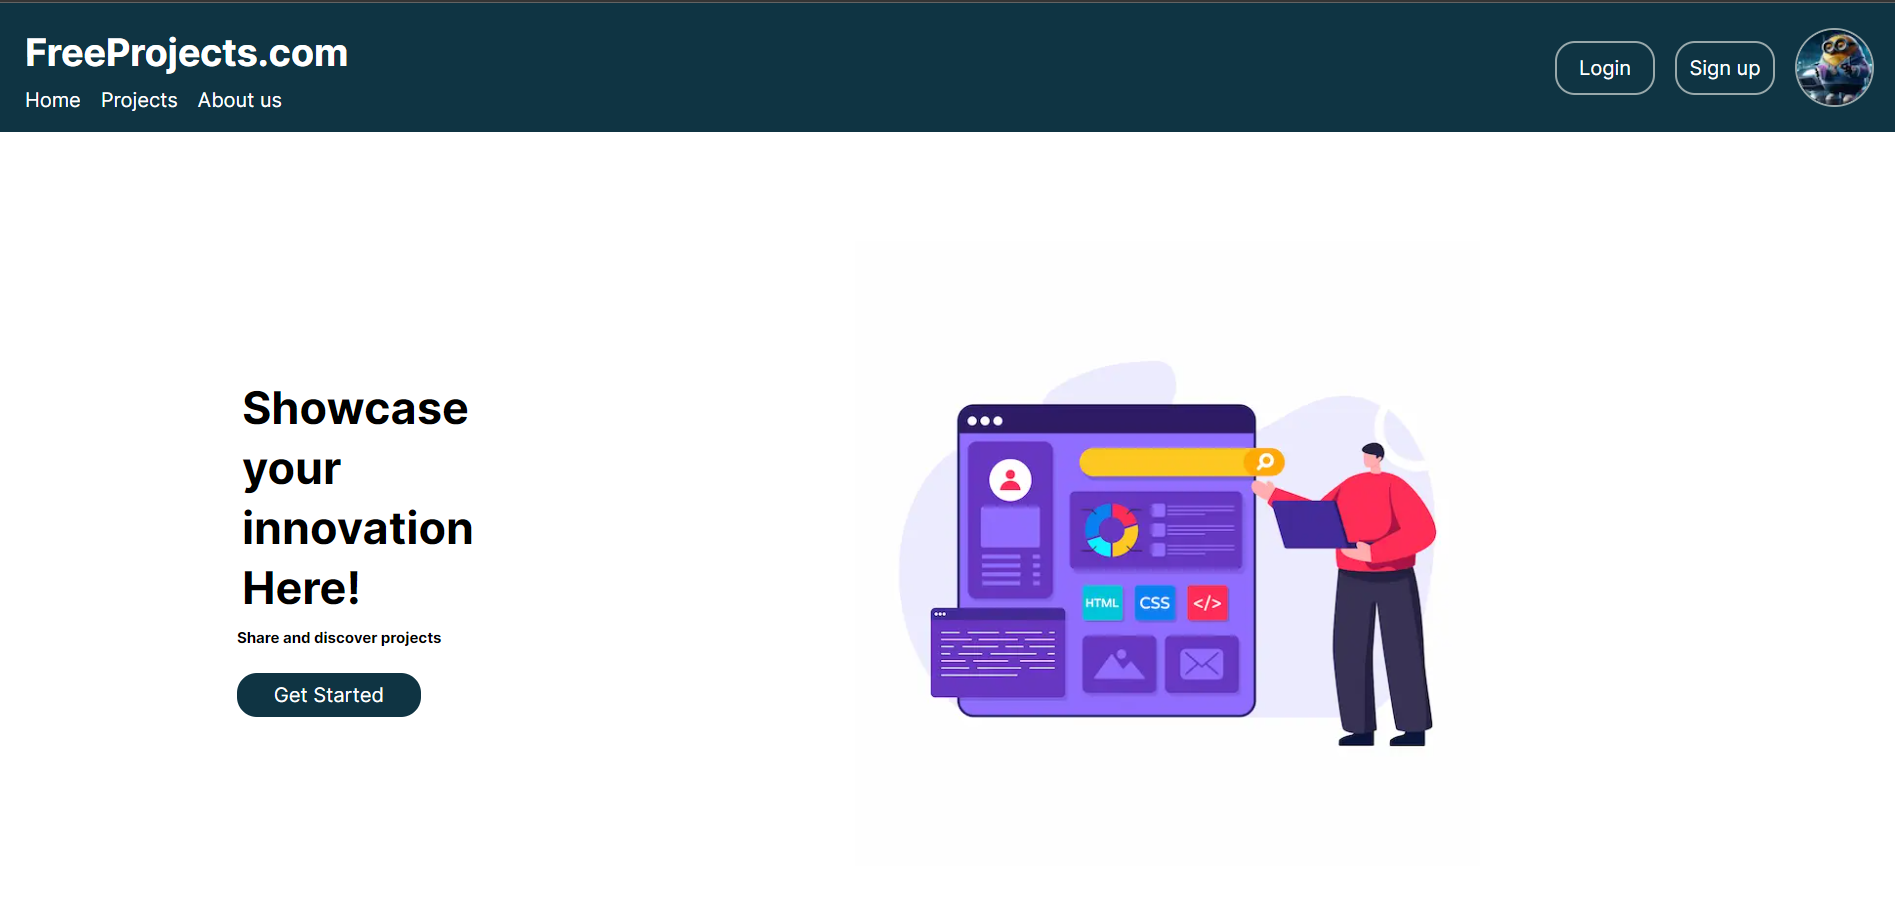 FreeProjects.com
Home Projects About us
Login Sign up
Showcase
your
innovation
Here!
Share and discover projects
Get Started
HTML CSS </>